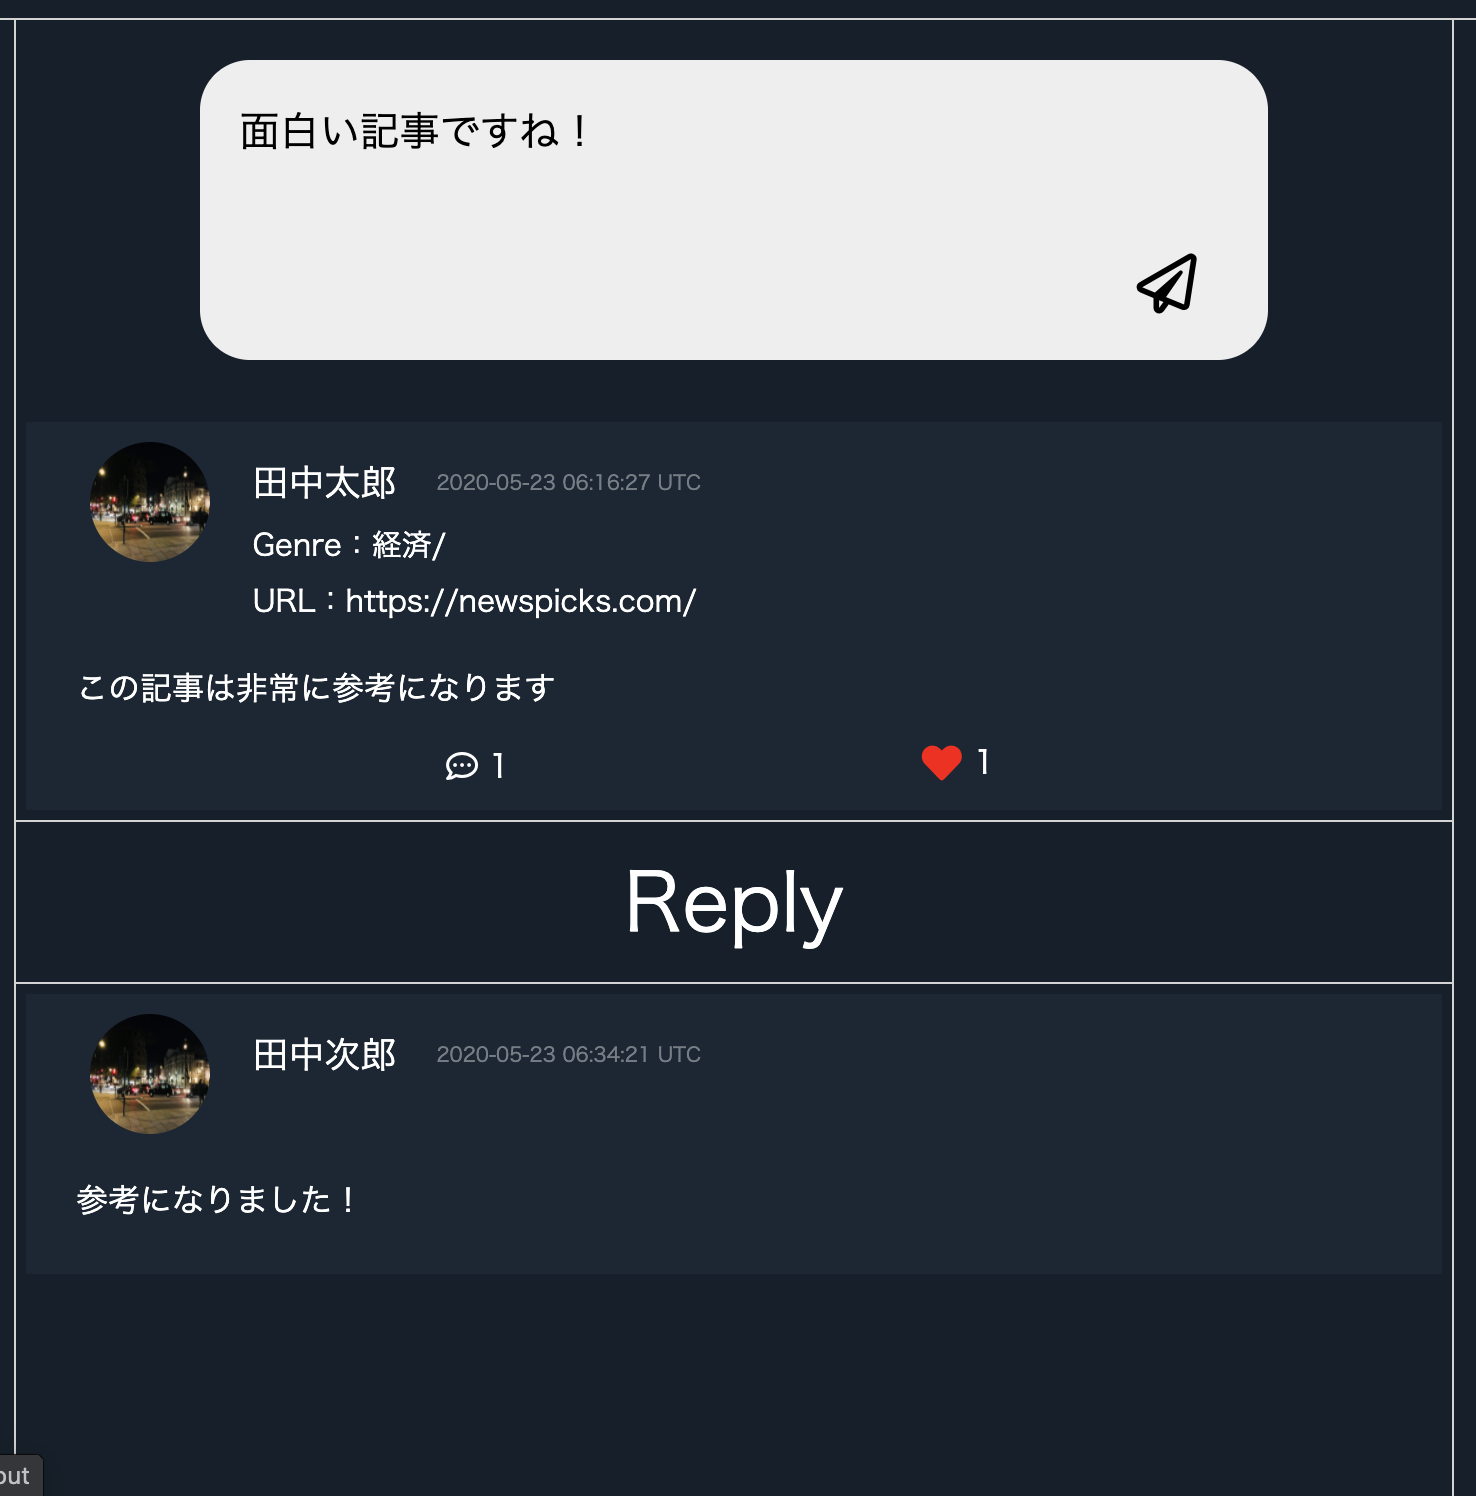 面白い記事ですね！
田中太郎 2020-05-23 06:16:27 UTC
Genre：経済/
URL：https://newspicks.com/
この記事は非常に参考になります
1 1
Reply
田中次郎 2020-05-23 06:34:21 UTC
参考になりました！
out